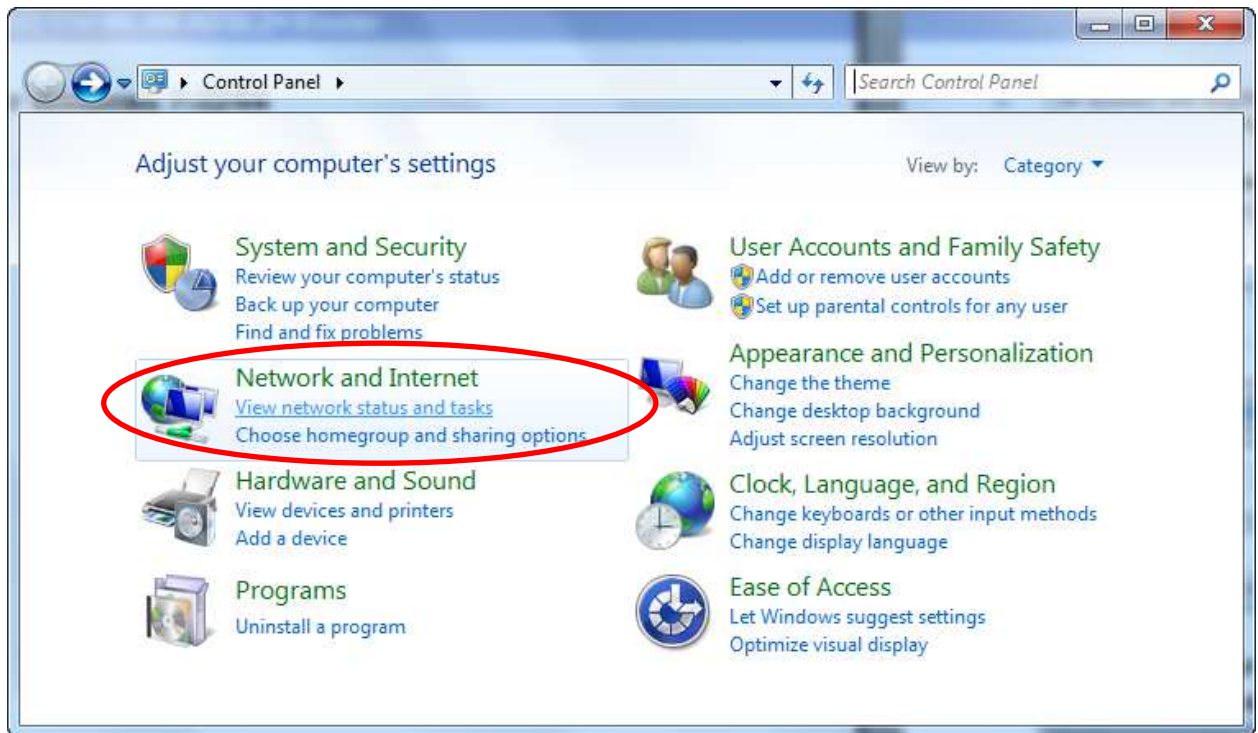 Control Panel
Search Control Panel
Adjust your computer's settings
View by: Category
System and Security
Review your computer's status
Back up your computer
Find and fix problems
Network and Internet
View network status and tasks
Choose homegroup and sharing options
Hardware and Sound
View devices and printers
Add a device
Programs
Uninstall a program
User Accounts and Family Safety
Add or remove user accounts
Set up parental controls for any user
Appearance and Personalization
Change the theme
Change desktop background
Adjust screen resolution
Clock, Language, and Region
Change keyboards or other input methods
Change display language
Ease of Access
Let Windows suggest settings
Optimize visual display